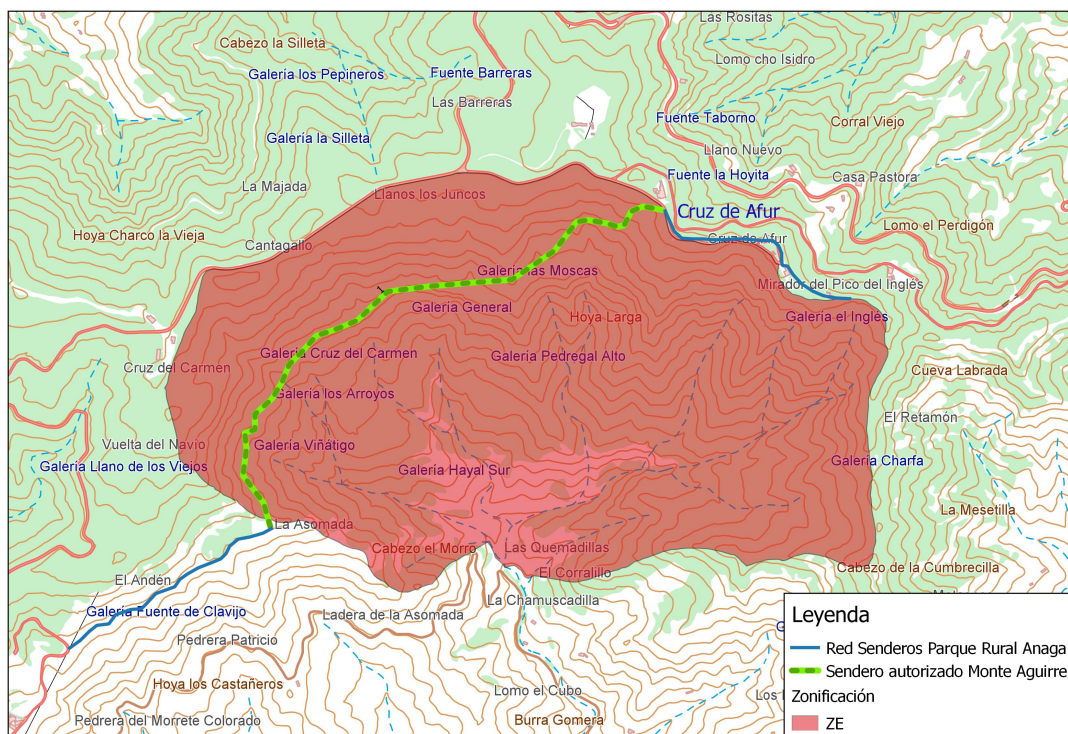 Las Rositas
Cabezo la Silleta
Lomo cho Isidro
Galería los Pepineros
Fuente Barreras
Las Barreras
Fuente Taborno
Corral Viejo
Galería la Silleta
Llano Nuevo
Fuente la Hoyita
Casa Pastorar
La Majada
Llanos los Juncos
Cruz de Afur
Hoya Charco la Vieja
Lomo el Perdigón
Cantagallo
Cruz de Afur
Galería las Moscas
Mirador del Pico del Inglés
1
Galería General
Hoya Larga
Galería el Inglés
Galería Cruz del Carmen
Galería Pedregal Alto
Cruz del Carmen
Cueva Labrada
Galería los Arroyos
El Retamón
Vuelta del Navío
Galería Viñátigo
Galería Llano de los Viejos
Galería Hayal Sur
Galería Charfa
La Mesetilla
La Asomada
Cabezo el Morro
Las Quemadillas
El Corralillo
Cabezo de la Cumbrecilla
El Andén
La Chamuscadilla
Galería Fuente de Clavijo
Ladera de la Asomada
Leyenda
Pedrera Patricio
Red Senderos Parque Rural Anaga
Sendero autorizado Monte Aguirre
Hoya los Castañeros
Lomo el Cubo
Zonificación
Pedrera del Morrete Colorado
Burra Gomera
ZE